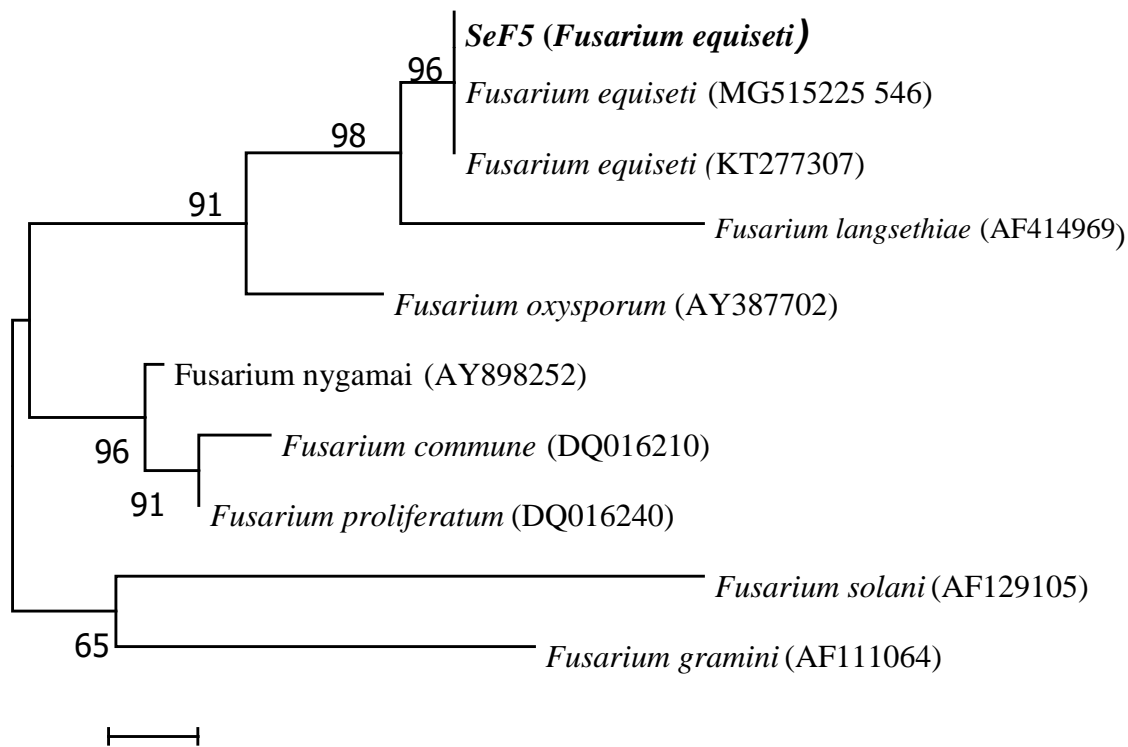 SeF5 (Fusarium equiseti)
96
Fusarium equiseti (MG515225 546)
98
Fusarium equiseti (KT277307)
91
Fusarium langsethiae (AF414969)
Fusarium oxysporum (AY387702)
Fusarium nygamai (AY898252)
96
Fusarium commune (DQ016210)
91
Fusarium proliferatum (DQ016240)
Fusarium solani (AF129105)
65
Fusarium gramini (AF111064)